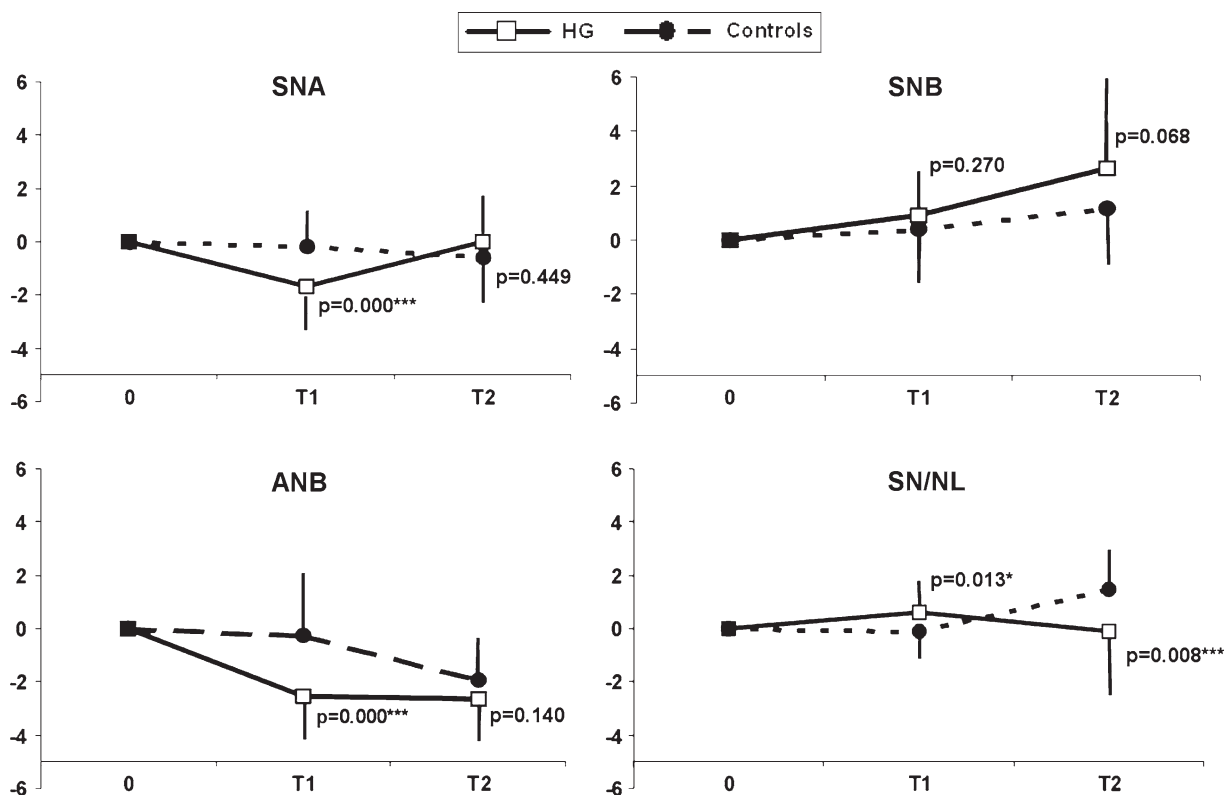 HG Controls
SNA
6
4
2
0
-2
-4
-6
p=0.000***
p=0.449
0 T1 T2
SNB
6
4
2
0
-2
-4
-6
p=0.270
p=0.068
0 T1 T2
ANB
6
4
2
0
-2
-4
-6
p=0.000***
p=0.140
0 T1 T2
SN/NL
6
4
2
0
-2
-4
-6
p=0.013*
p=0.008***
0 T1 T2